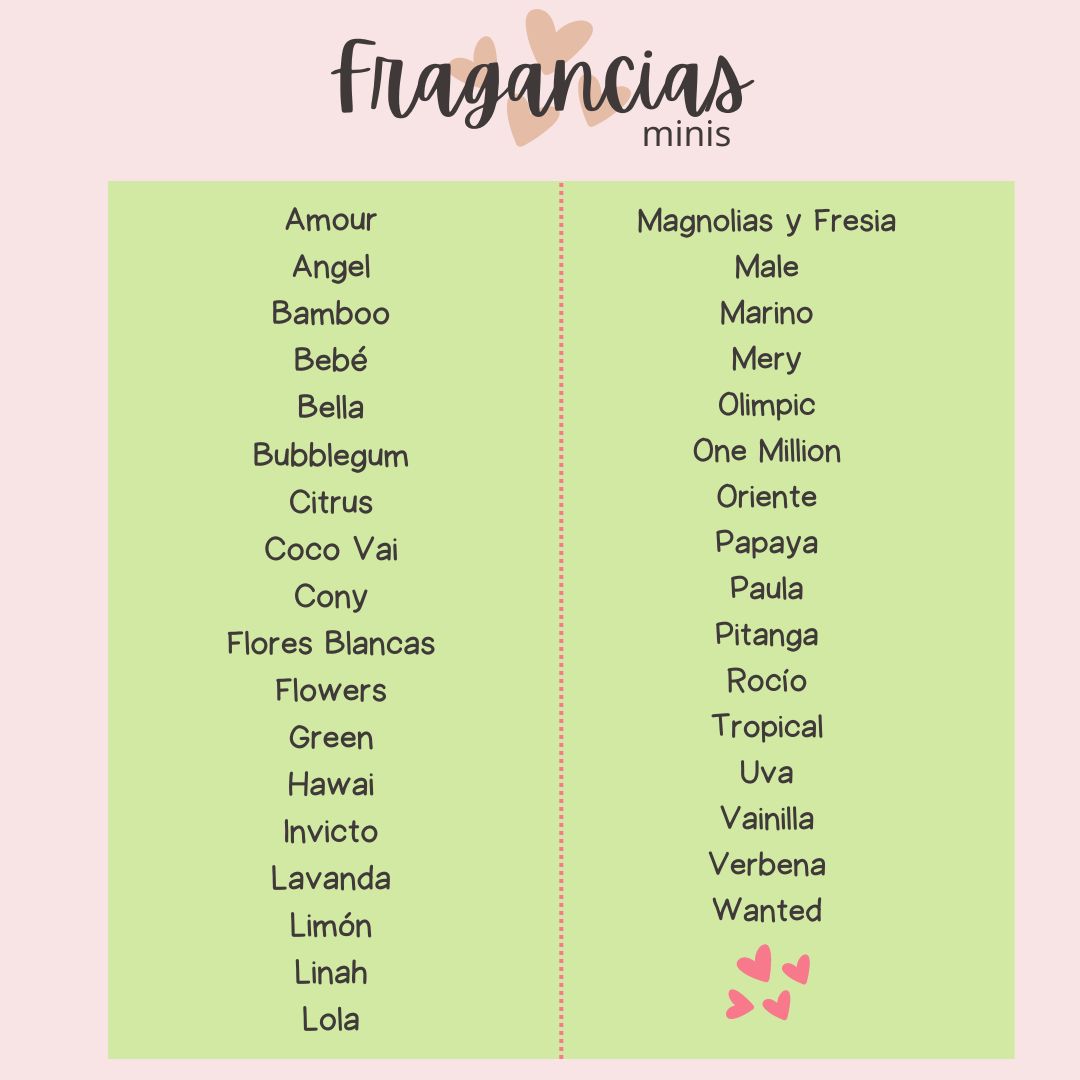 Fragancias
minis
Amour
Angel
Bamboo
Bebé
Bella
Bubblegum
Citrus
Coco Vai
Cony
Flores Blancas
Flowers
Green
Hawai
Invicto
Lavanda
Limón
Linah
Lola
Magnolias y Fresia
Male
Marino
Mery
Olimpic
One Million
Oriente
Papaya
Paula
Pitanga
Rocío
Tropical
Uva
Vainilla
Verbena
Wanted